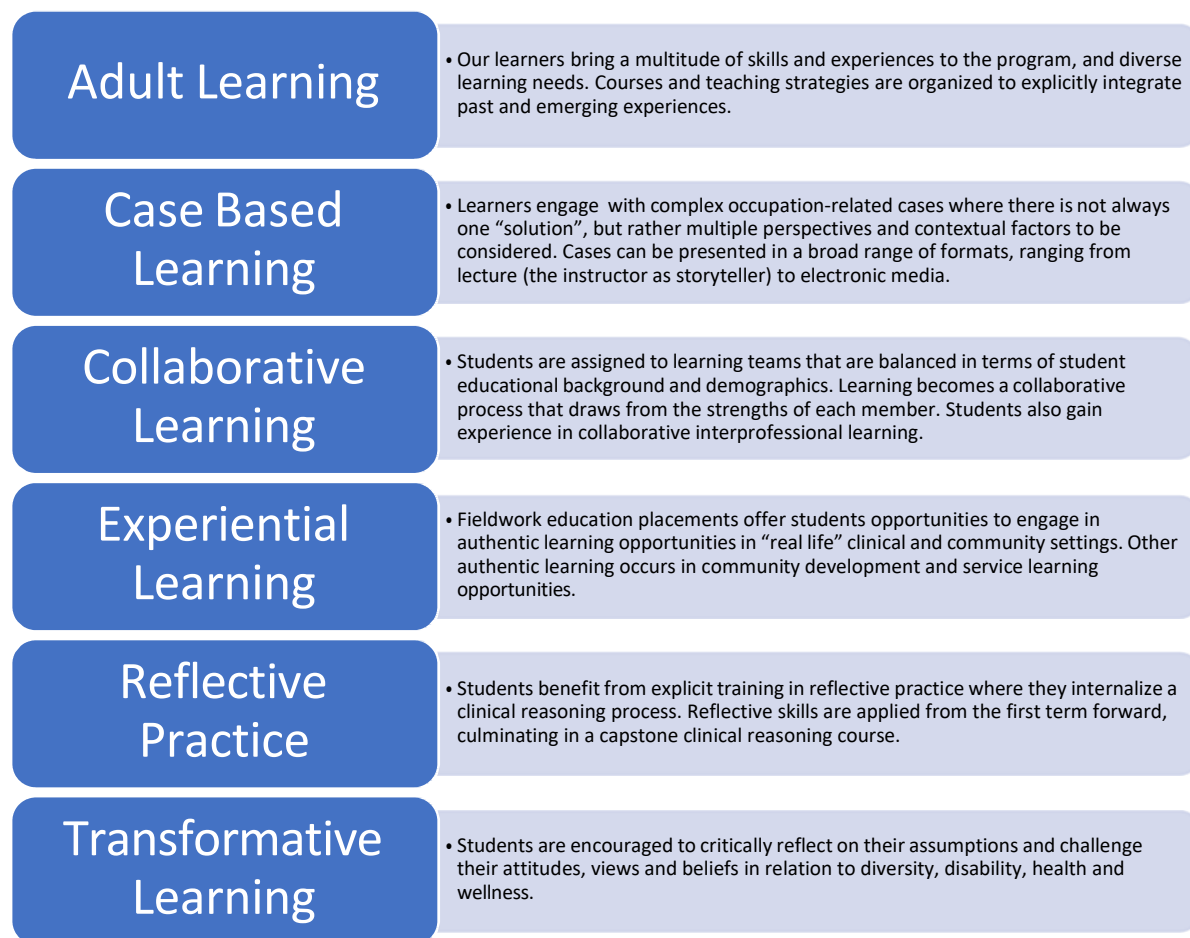 Adult Learning
• Our learners bring a multitude of skills and experiences to the program, and diverse
learning needs. Courses and teaching strategies are organized to explicitly integrate
past and emerging experiences.
Case Based
Learning
• Learners engage with complex occupation-related cases where there is not always
one “solution”, but rather multiple perspectives and contextual factors to be
considered. Cases can be presented in a broad range of formats, ranging from
lecture (the instructor as storyteller) to electronic media.
Collaborative
Learning
• Students are assigned to learning teams that are balanced in terms of student
educational background and demographics. Learning becomes a collaborative
process that draws from the strengths of each member. Students also gain
experience in collaborative interprofessional learning.
Experiential
Learning
• Fieldwork education placements offer students opportunities to engage in
authentic learning opportunities in “real life” clinical and community settings. Other
authentic learning occurs in community development and service learning
opportunities.
Reflective
Practice
• Students benefit from explicit training in reflective practice where they internalize a
clinical reasoning process. Reflective skills are applied from the first term forward,
culminating in a capstone clinical reasoning course.
Transformative
Learning
• Students are encouraged to critically reflect on their assumptions and challenge
their attitudes, views and beliefs in relation to diversity, disability, health and
wellness.